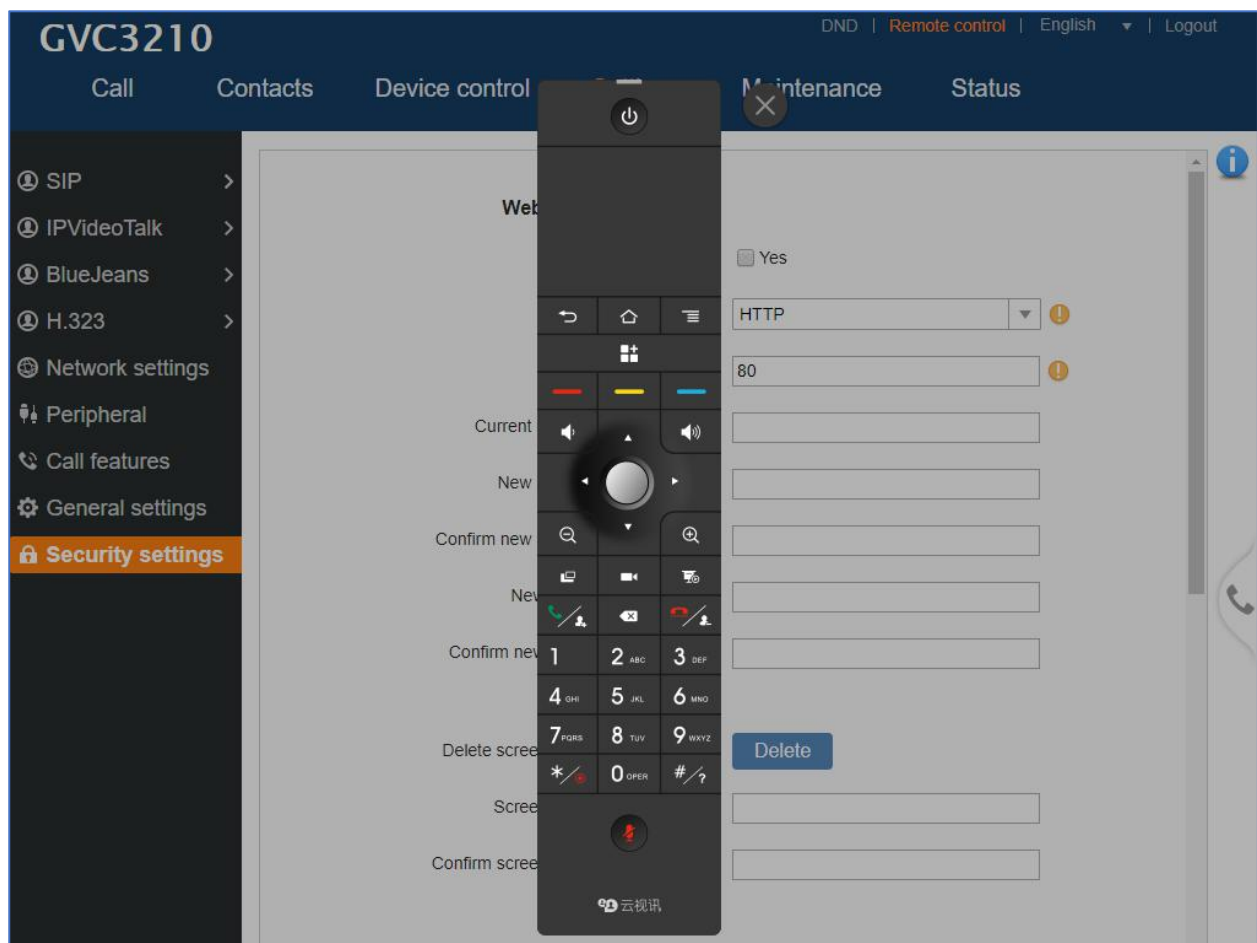 GVC3210
DND | Remote control | English | Logout
Call Contacts Device control Maintenance Status
SIP
IPVideoTalk
BlueJeans
H.323
Network settings
Peripheral
Call features
General settings
Security settings
Web
Yes
HTTP
80
Current
New
Confirm new
New
Confirm new
Delete scree
Delete
Scree
Confirm scree
1 2 ABC 3 DEF
4 GHI 5 JKL 6 MNO
7 PQRS 8 TUV 9 WXYZ
*/ 0 OPER #/?
云视讯